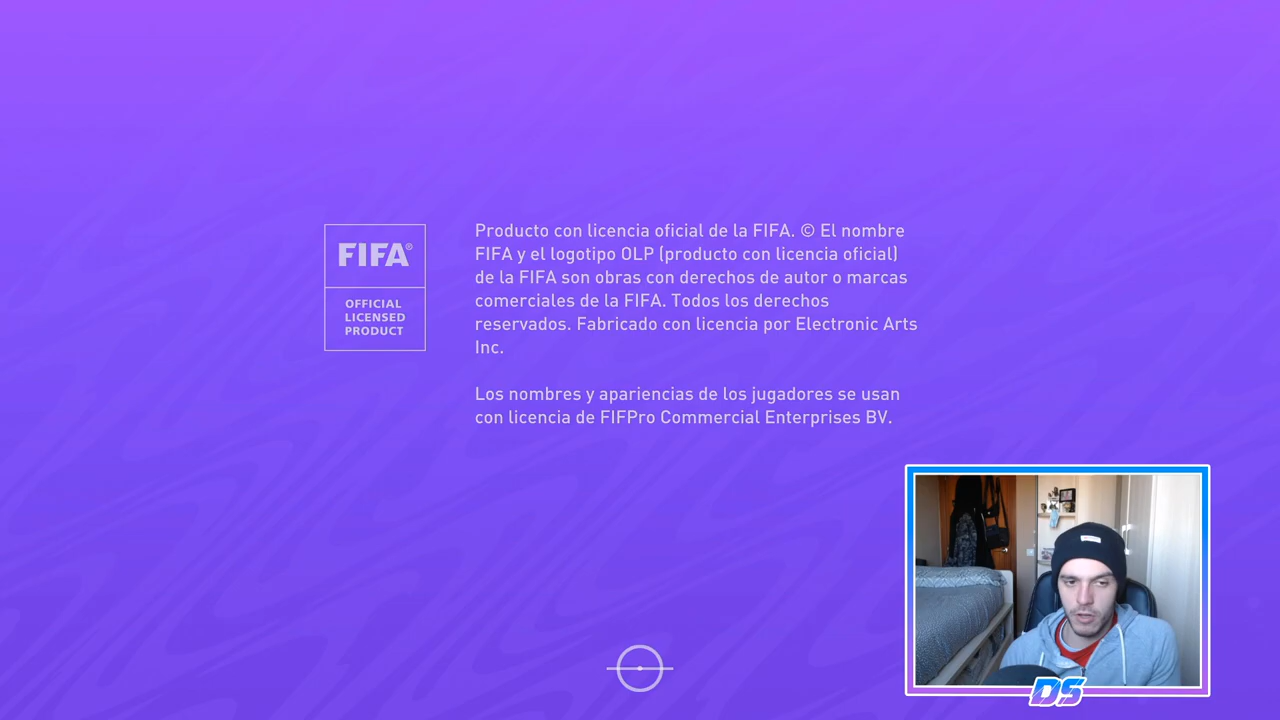 FIFA®
OFFICIAL
LICENSED
PRODUCT
Producto con licencia oficial de la FIFA. © El nombre
FIFA y el logotipo OLP (producto con licencia oficial)
de la FIFA son obras con derechos de autor o marcas
comerciales de la FIFA. Todos los derechos
reservados. Fabricado con licencia por Electronic Arts
Inc.
Los nombres y apariencias de los jugadores se usan
con licencia de FIFPro Commercial Enterprises BV.
DS